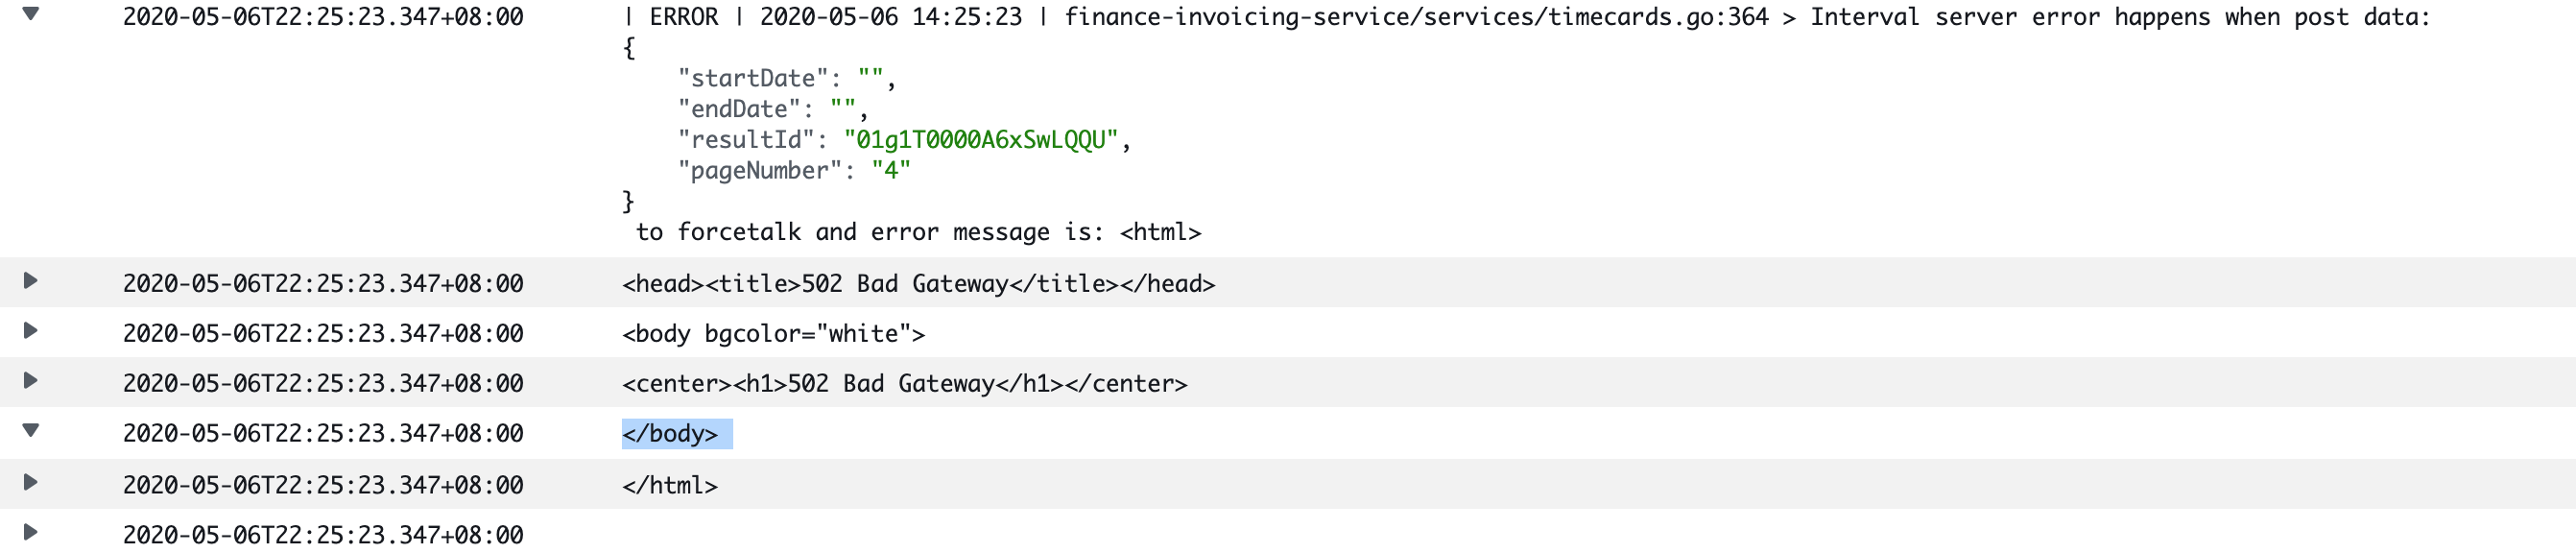 2020-05-06T22:25:23.347+08:00 | ERROR | 2020-05-06 14:25:23 | finance-invoicing-service/services/timecards.go:364 > Interval server error happens when post data:
{
"startDate": "",
"endDate": "",
"resultId": "01g1T0000A6xSwLQQU",
"pageNumber": "4"
}
to forcetalk and error message is: <html>
2020-05-06T22:25:23.347+08:00 <head><title>502 Bad Gateway</title></head>
2020-05-06T22:25:23.347+08:00 <body bgcolor="white">
2020-05-06T22:25:23.347+08:00 <center><h1>502 Bad Gateway</h1></center>
2020-05-06T22:25:23.347+08:00 </body>
2020-05-06T22:25:23.347+08:00 </html>
2020-05-06T22:25:23.347+08:00